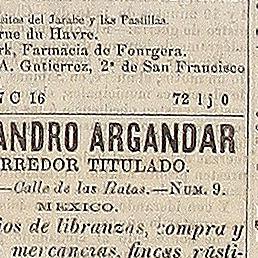 sitos del Jarabe y las Pastillas.
rue du Havre.
rk, Farmacia de Fourgera.
A. Gutierrez, 2ª de San Francisco
7 C 16 72 1 j 0
ANDRO ARGANDAR
RREDOR TITULADO.
—Calle de las Ratas.—NUM. 9.
MEXICO.
ios de libranzas, compra y
mercancias, fincas rústi-